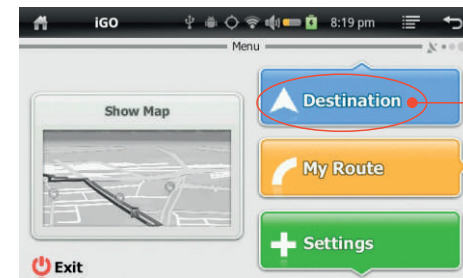 iGO 8:19 pm
Menu
Show Map
Destination
My Route
Settings
Exit